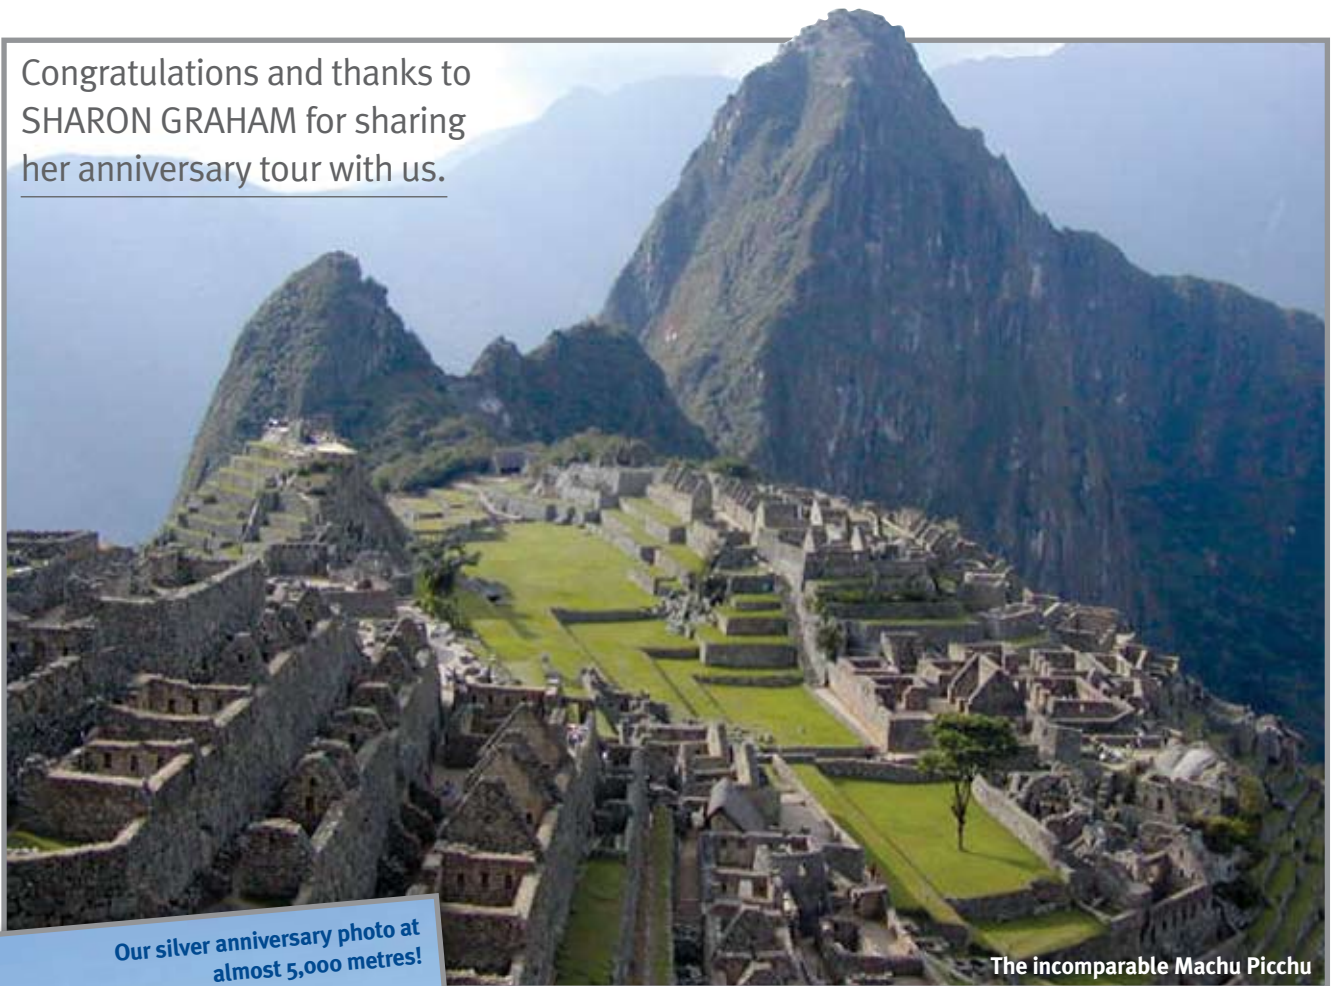 Congratulations and thanks to
SHARON GRAHAM for sharing
her anniversary tour with us.
Our silver anniversary photo at
almost 5,000 metres!
The incomparable Machu Picchu